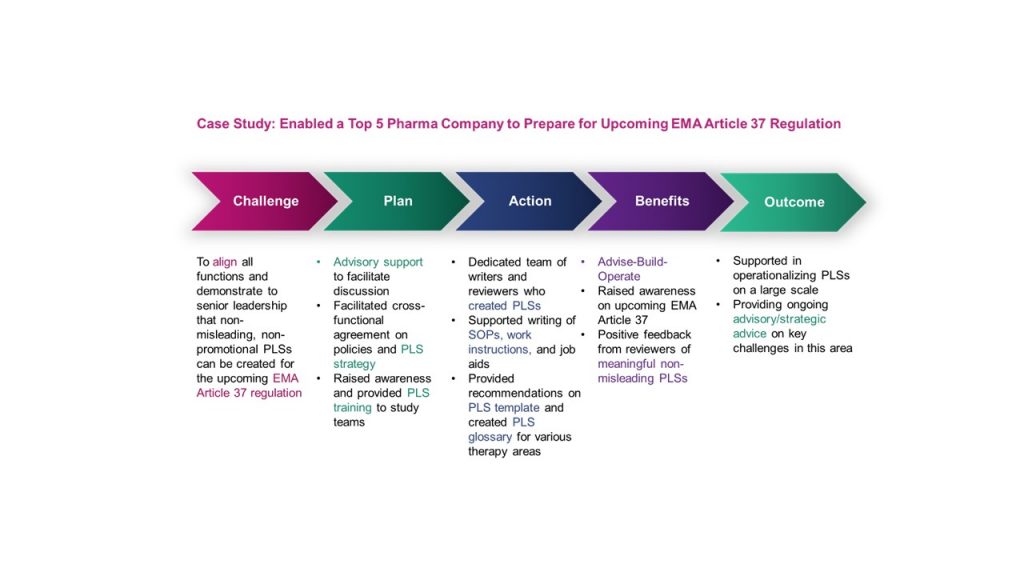 Case Study: Enabled a Top 5 Pharma Company to Prepare for Upcoming EMA Article 37 Regulation
Challenge
Plan
Action
Benefits
Outcome
To align all
functions and
demonstrate to
senior leadership
that non-
misleading, non-
promotional PLSs
can be created for
the upcoming EMA
Article 37 regulation
• Advisory support
to facilitate
discussion
• Facilitated cross-
functional
agreement on
policies and PLS
strategy
• Raised awareness
and provided PLS
training to study
teams
• Dedicated team of
writers and
reviewers who
created PLSs
• Supported writing of
SOPs, work
instructions, and job
aids
• Provided
recommendations on
PLS template and
created PLS
glossary for various
therapy areas
• Advise-Build-
Operate
• Raised awareness
on upcoming EMA
Article 37
• Positive feedback
from reviewers of
meaningful non-
misleading PLSs
• Supported in
operationalizing PLSs
on a large scale
• Providing ongoing
advisory/strategic
advice on key
challenges in this area